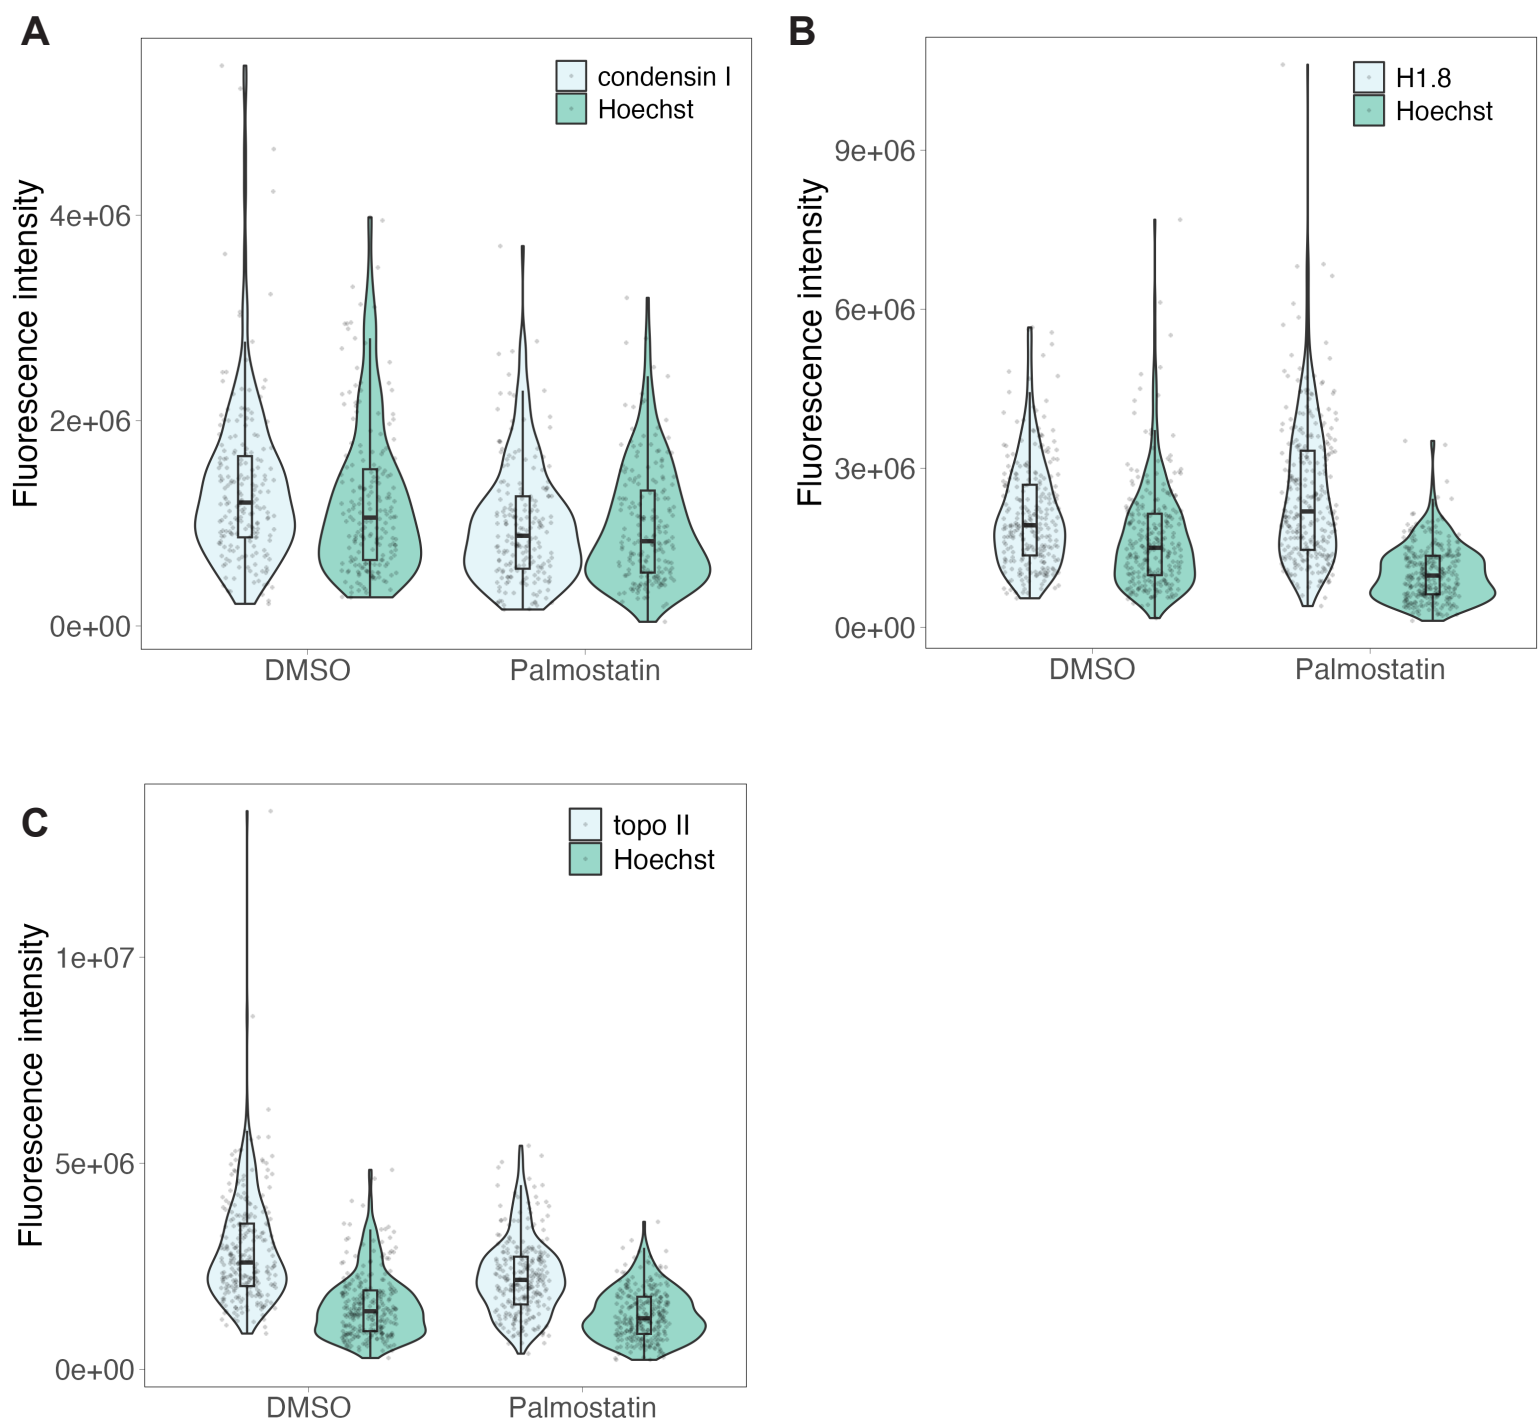 A
condensin I
Hoechst
Fluorescence intensity
4e+06
2e+06
0e+00
DMSO Palmostatin
B
H1.8
Hoechst
Fluorescence intensity
9e+06
6e+06
3e+06
0e+00
DMSO Palmostatin
C
topo II
Hoechst
Fluorescence intensity
1e+07
5e+06
0e+00
DMSO Palmostatin